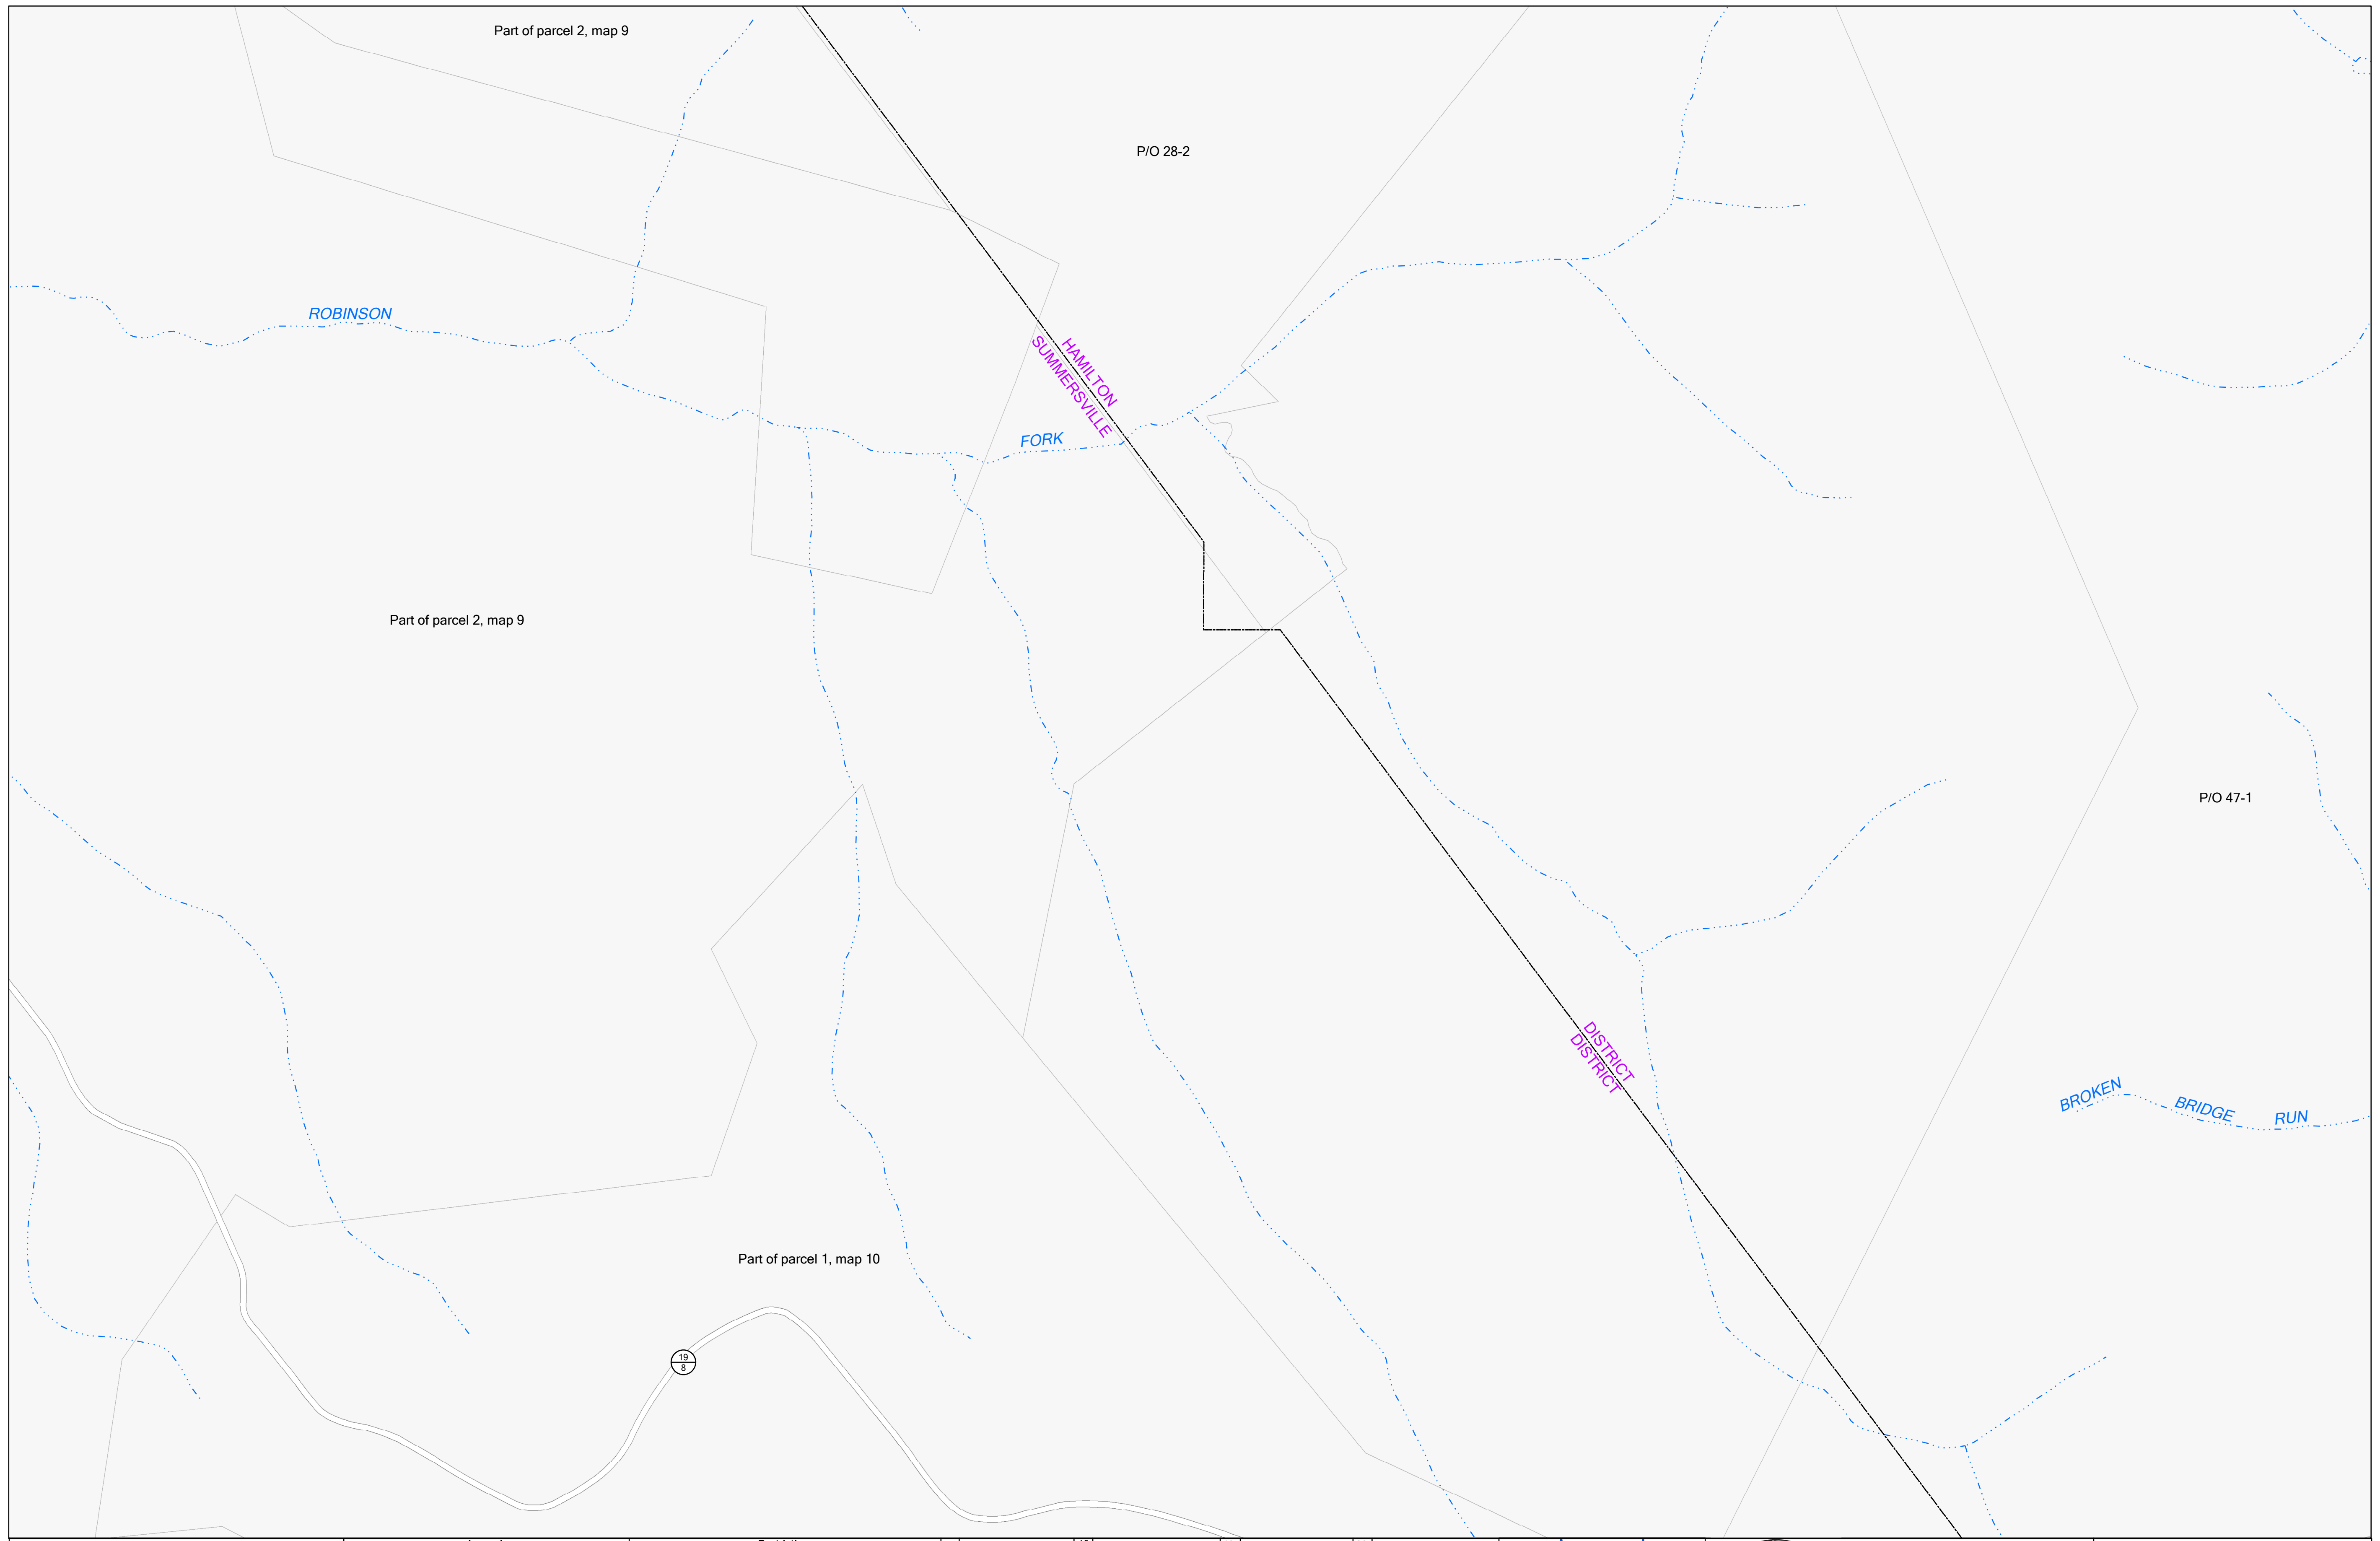 Part of parcel 2, map 9
P/O 28-2
ROBINSON
HAMILTON
SUMMERSVILLE
FORK
Part of parcel 2, map 9
P/O 47-1
DISTRICT
DISTRICT
BROKEN
BRIDGE
RUN
Part of parcel 1, map 10
19
8